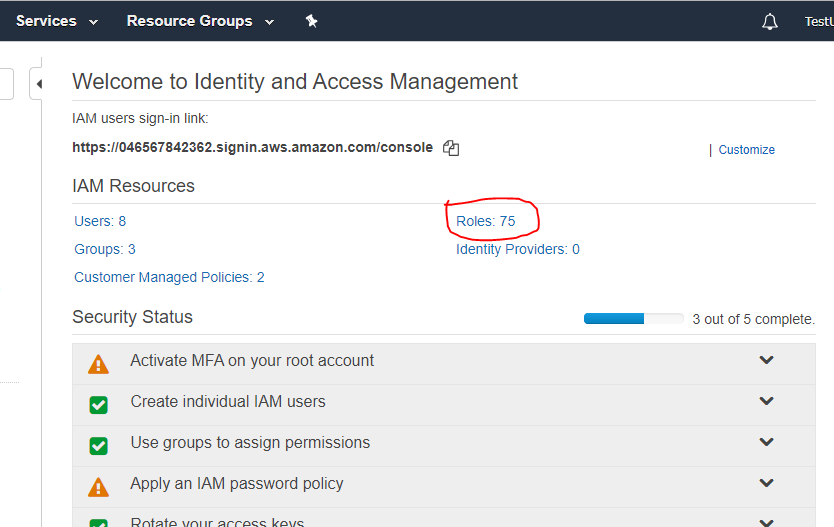 Services Resource Groups TestU
Welcome to Identity and Access Management
IAM users sign-in link:
https://046567842362.signin.aws.amazon.com/console Customize
IAM Resources
Users: 8 Roles: 75
Groups: 3 Identity Providers: 0
Customer Managed Policies: 2
Security Status 3 out of 5 complete.
Activate MFA on your root account
Create individual IAM users
Use groups to assign permissions
Apply an IAM password policy
Rotate your access keys